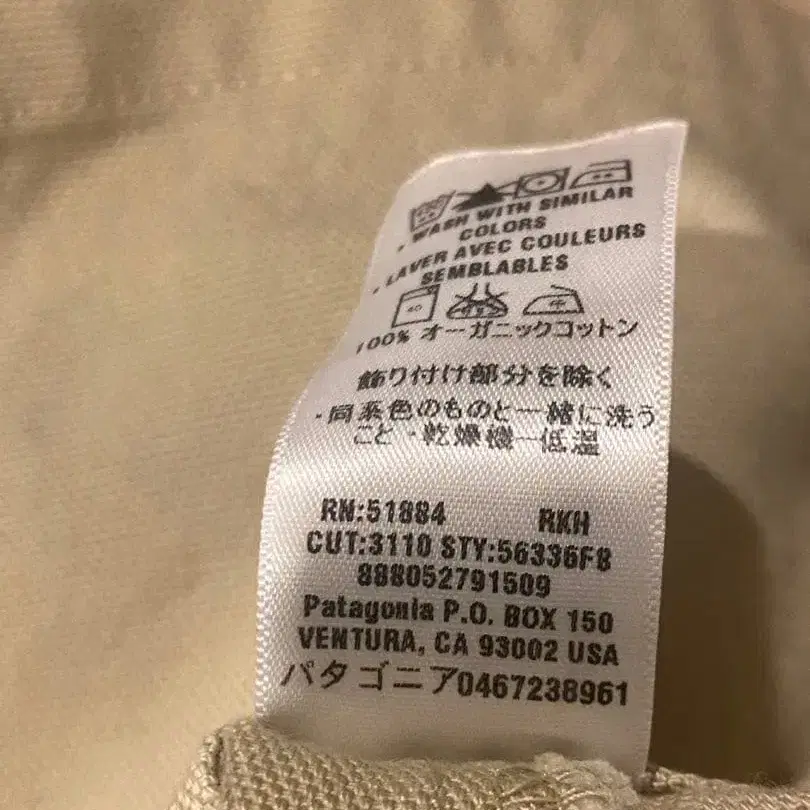 • WASH WITH SIMILAR
COLORS
• LAVER AVEC COULEURS
SEMBLABLES
40
100% オーガニックコットン
飾り付け部分を除く
・同系色のものと一緒に洗う
こと・乾燥機一低温
RN:51884 RKH
CUT:3110 STY:56336F8
888052791509
Patagonia P.O. BOX 150
VENTURA, CA 93002 USA
パタゴニア0467238961